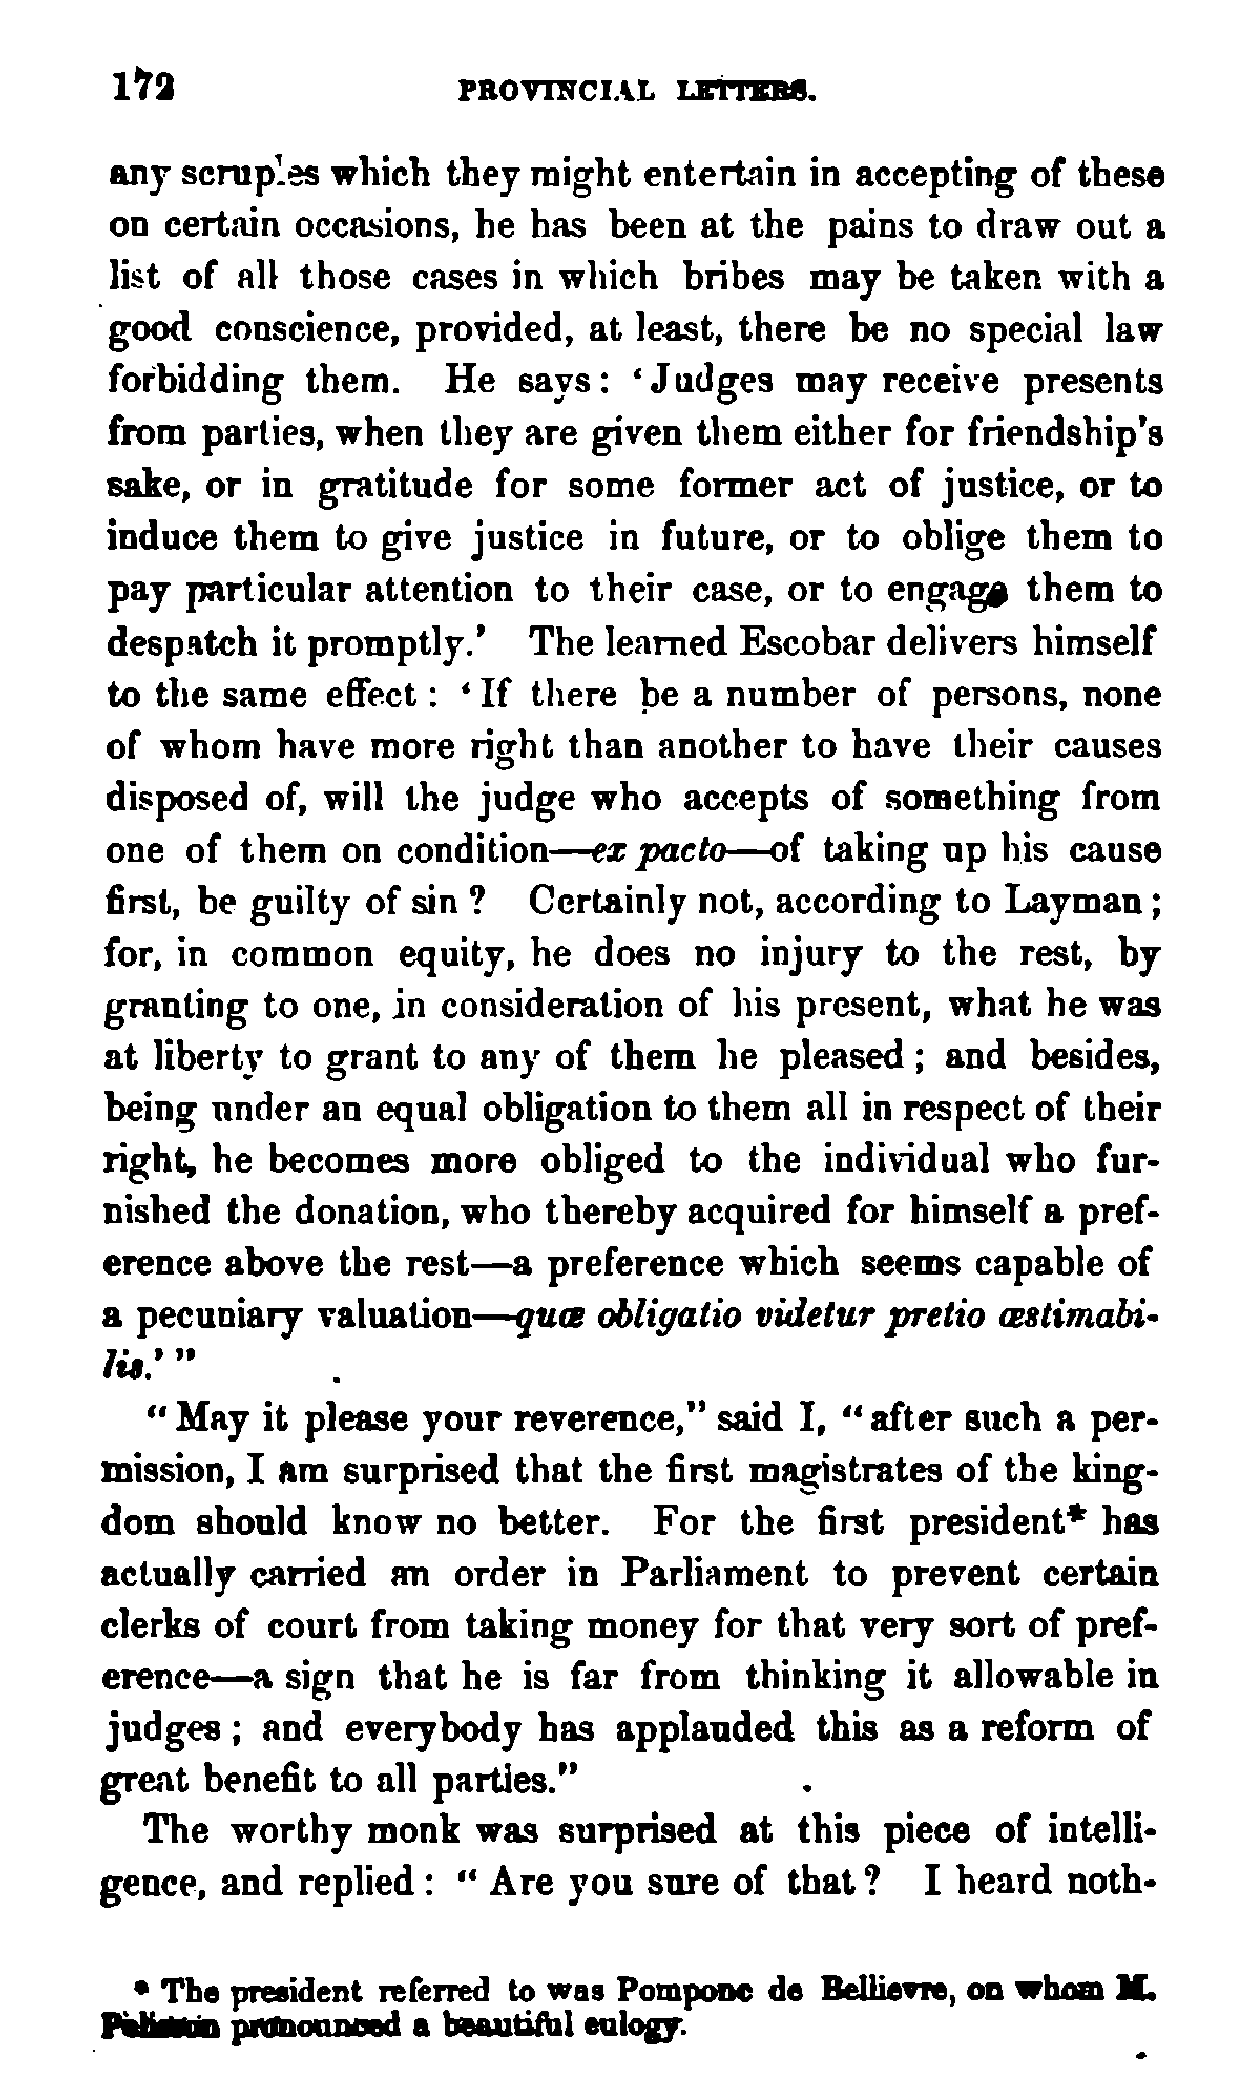 172 PROVINCIAL LETTERS.
any scruples which they might entertain in accepting of these
on certain occasions, he has been at the pains to draw out a
list of all those cases in which bribes may be taken with a
good conscience, provided, at least, there be no special law
forbidding them. He says: ‘Judges may receive presents
from parties, when they are given them either for friendship's
sake, or in gratitude for some former act of justice, or to
induce them to give justice in future, or to oblige them to
pay particular attention to their case, or to engage them to
despatch it promptly.’ The learned Escobar delivers himself
to the same effect: ‘If there be a number of persons, none
of whom have more right than another to have their causes
disposed of, will the judge who accepts of something from
one of them on condition—ex pacto—of taking up his cause
first, be guilty of sin? Certainly not, according to Layman;
for, in common equity, he does no injury to the rest, by
granting to one, in consideration of his present, what he was
at liberty to grant to any of them he pleased; and besides,
being under an equal obligation to them all in respect of their
right, he becomes more obliged to the individual who fur-
nished the donation, who thereby acquired for himself a pref-
erence above the rest—a preference which seems capable of
a pecuniary valuation—quæ obligatio videtur pretio æstimabi-
lis.’ ”
“May it please your reverence,” said I, “after such a per-
mission, I am surprised that the first magistrates of the king-
dom should know no better. For the first president* has
actually carried an order in Parliament to prevent certain
clerks of court from taking money for that very sort of pref-
erence—a sign that he is far from thinking it allowable in
judges; and everybody has applauded this as a reform of
great benefit to all parties.”
The worthy monk was surprised at this piece of intelli-
gence, and replied: “Are you sure of that? I heard noth-
* The president referred to was Pompone de Bellievre, on whom M.
Pelisson pronounced a beautiful eulogy.